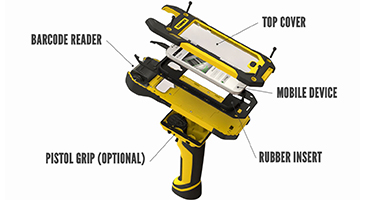 TOP COVER
BARCODE READER
MOBILE DEVICE
RUBBER INSERT
PISTOL GRIP (OPTIONAL)